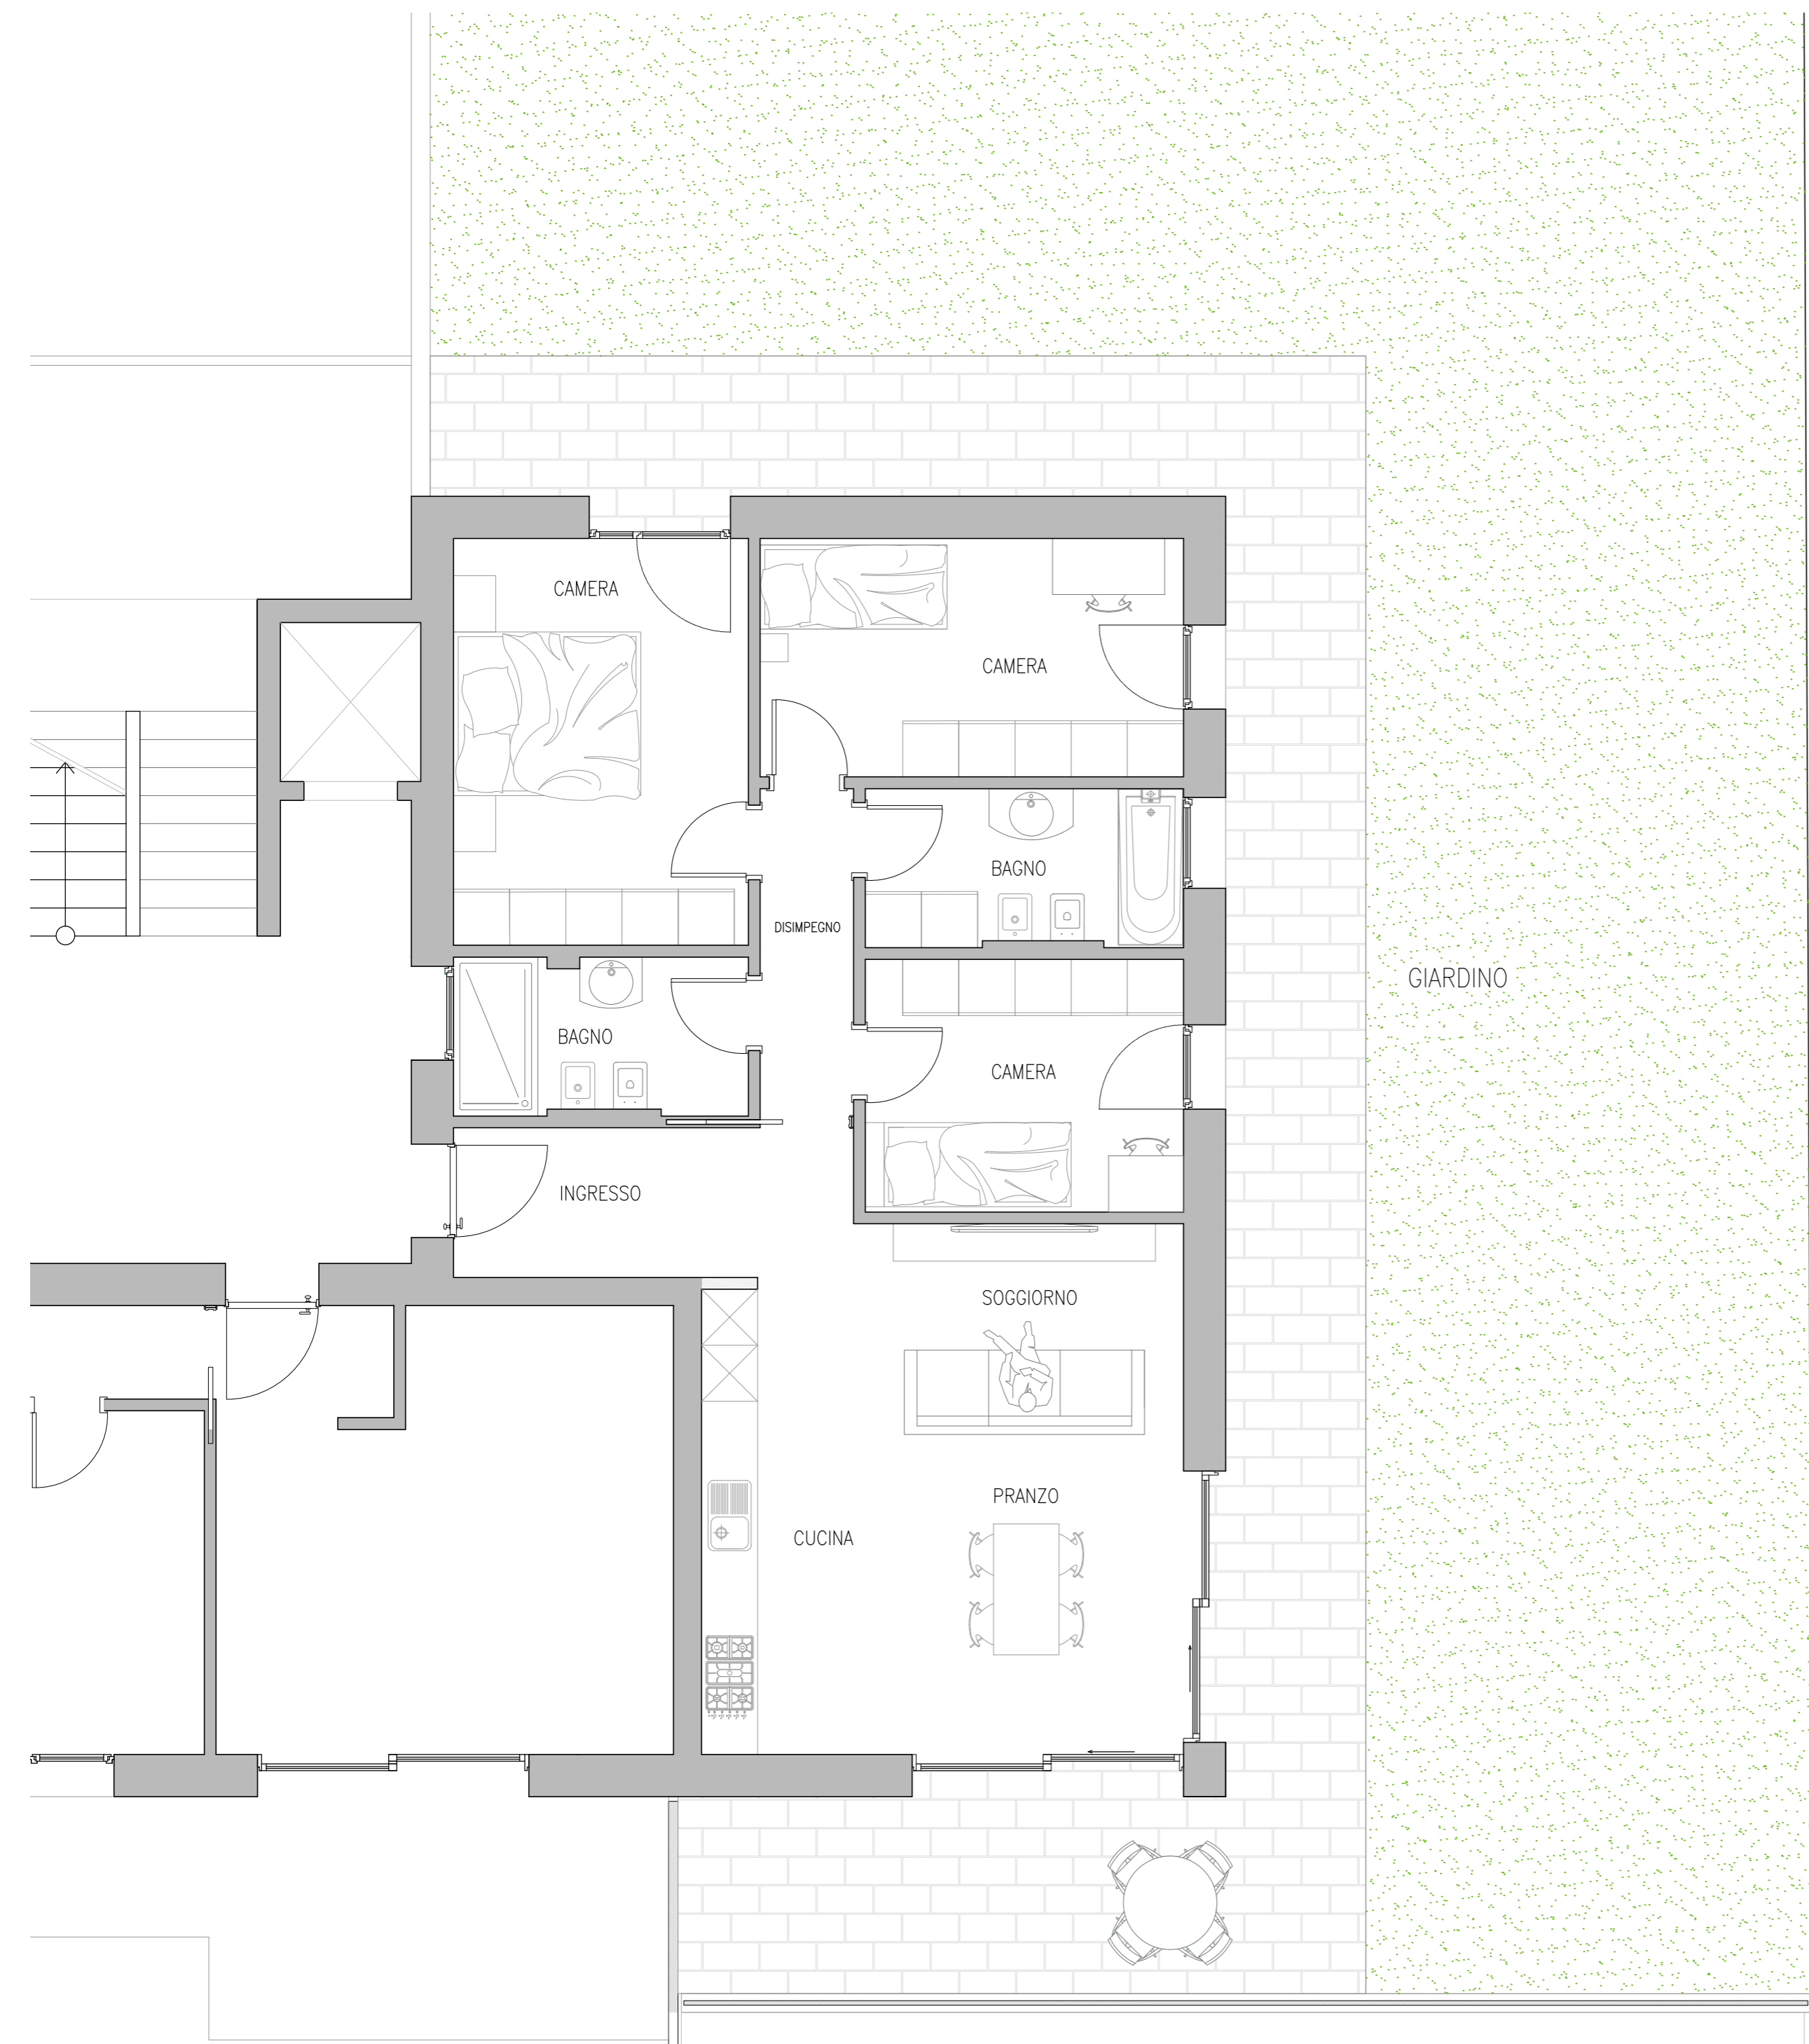 CAMERA
CAMERA
BAGNO
DISIMPEGNO
GIARDINO
BAGNO
CAMERA
INGRESSO
SOGGIORNO
PRANZO
CUCINA